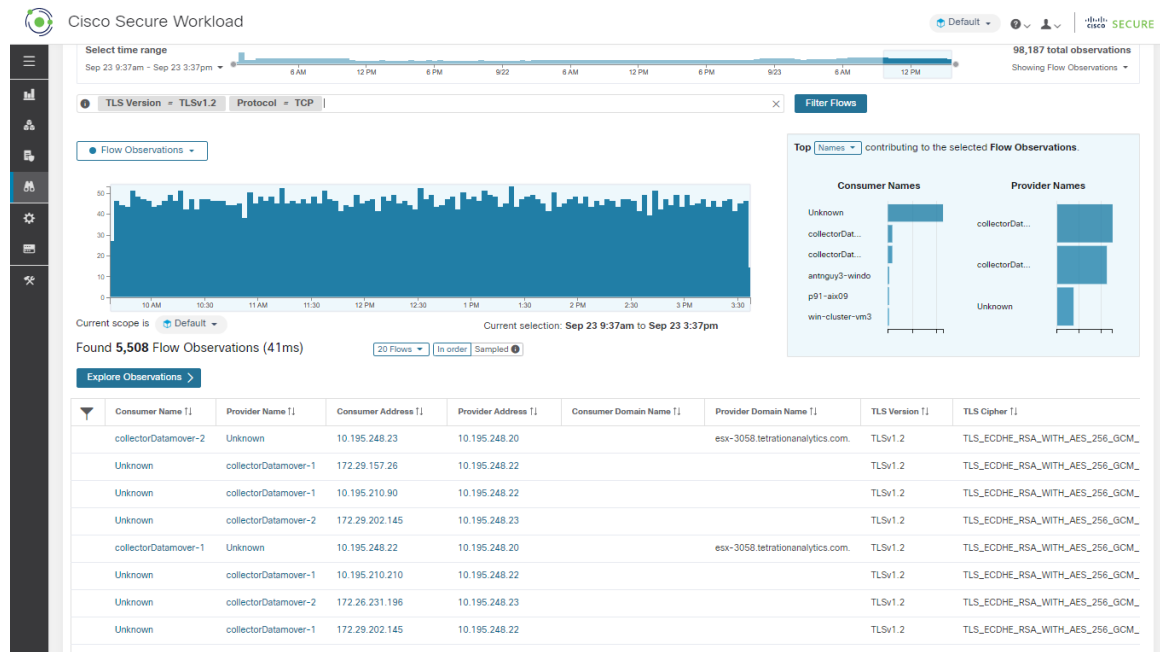 Cisco Secure Workload
Default
cisco SECURE
Select time range
98,187 total observations
Sep 23 9:37am - Sep 23 3:37pm
Showing Flow Observations
6 AM 12 PM 6 PM 9/22 6 AM 12 PM 6 PM 9/23 6 AM 12 PM
TLS Version = TLSv1.2 Protocol = TCP
Filter Flows
Flow Observations
Top Names contributing to the selected Flow Observations.
Consumer Names Provider Names
Unknown
collectorDat...
collectorDat...
antnguy3-windo
p91-aix09
win-cluster-vm3
collectorDat...
collectorDat...
Unknown
50
40
30
20
10
0
10 AM 10:30 11 AM 11:30 12 PM 12:30 1 PM 1:30 2 PM 2:30 3 PM 3:30
Current scope is Default
Current selection: Sep 23 9:37am to Sep 23 3:37pm
Found 5,508 Flow Observations (41ms)
20 Flows In order Sampled
Explore Observations
Consumer Name Provider Name Consumer Address Provider Address Consumer Domain Name Provider Domain Name TLS Version TLS Cipher
collectorDatamover-2 Unknown 10.195.248.23 10.195.248.20 esx-3058.tetrationanalytics.com. TLSv1.2 TLS_ECDHE_RSA_WITH_AES_256_GCM_
Unknown collectorDatamover-1 172.29.157.26 10.195.248.22 TLSv1.2 TLS_ECDHE_RSA_WITH_AES_256_GCM_
Unknown collectorDatamover-1 10.195.210.90 10.195.248.22 TLSv1.2 TLS_ECDHE_RSA_WITH_AES_256_GCM_
Unknown collectorDatamover-2 172.29.202.145 10.195.248.23 TLSv1.2 TLS_ECDHE_RSA_WITH_AES_256_GCM_
collectorDatamover-1 Unknown 10.195.248.22 10.195.248.20 esx-3058.tetrationanalytics.com. TLSv1.2 TLS_ECDHE_RSA_WITH_AES_256_GCM_
Unknown collectorDatamover-1 10.195.210.210 10.195.248.22 TLSv1.2 TLS_ECDHE_RSA_WITH_AES_256_GCM_
Unknown collectorDatamover-2 172.26.231.196 10.195.248.23 TLSv1.2 TLS_ECDHE_RSA_WITH_AES_256_GCM_
Unknown collectorDatamover-1 172.29.202.145 10.195.248.22 TLSv1.2 TLS_ECDHE_RSA_WITH_AES_256_GCM_